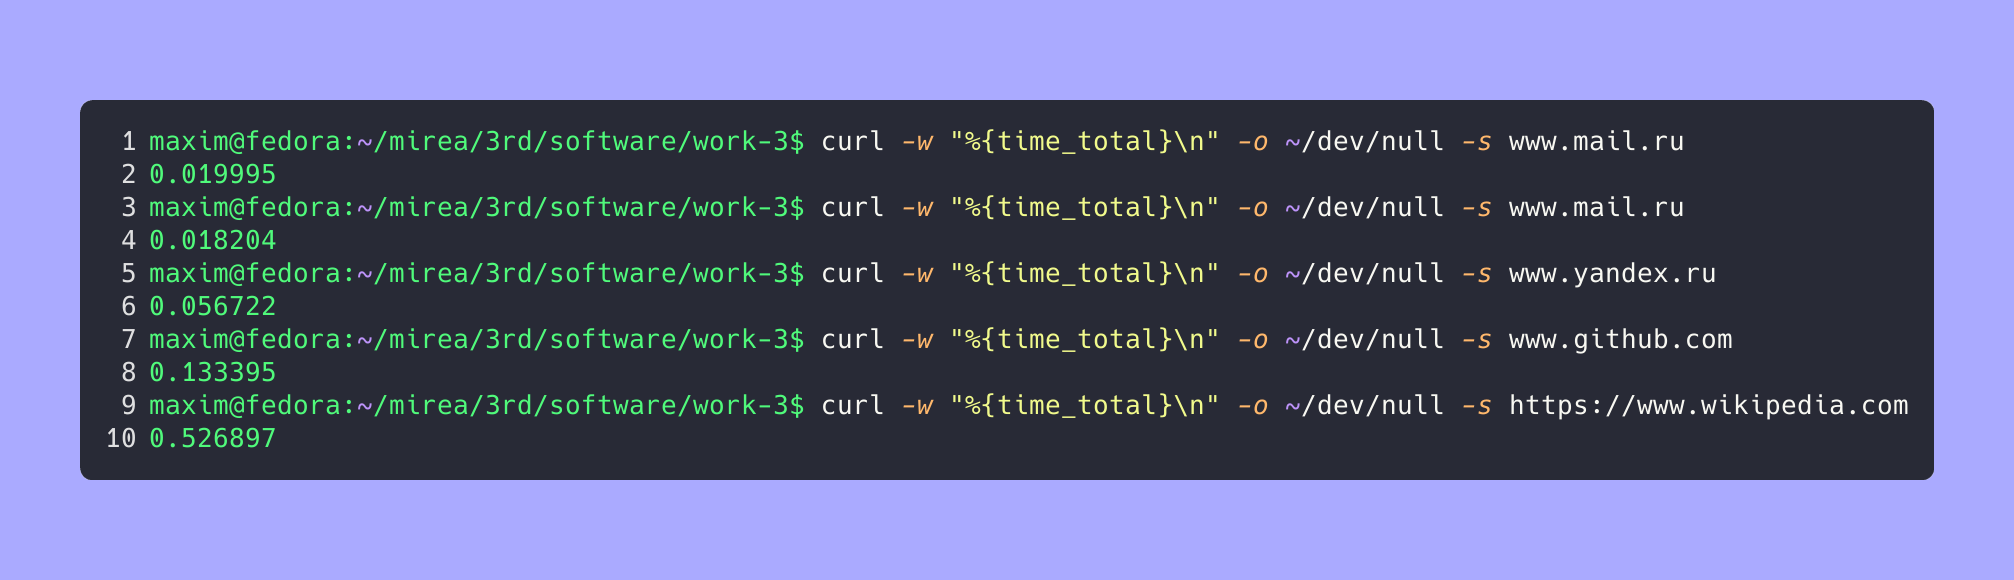 1 maxim@fedora:~/mirea/3rd/software/work-3$ curl -w "%{time_total}\n" -o ~/dev/null -s www.mail.ru
2 0.019995
3 maxim@fedora:~/mirea/3rd/software/work-3$ curl -w "%{time_total}\n" -o ~/dev/null -s www.mail.ru
4 0.018204
5 maxim@fedora:~/mirea/3rd/software/work-3$ curl -w "%{time_total}\n" -o ~/dev/null -s www.yandex.ru
6 0.056722
7 maxim@fedora:~/mirea/3rd/software/work-3$ curl -w "%{time_total}\n" -o ~/dev/null -s www.github.com
8 0.133395
9 maxim@fedora:~/mirea/3rd/software/work-3$ curl -w "%{time_total}\n" -o ~/dev/null -s https://www.wikipedia.com
10 0.526897